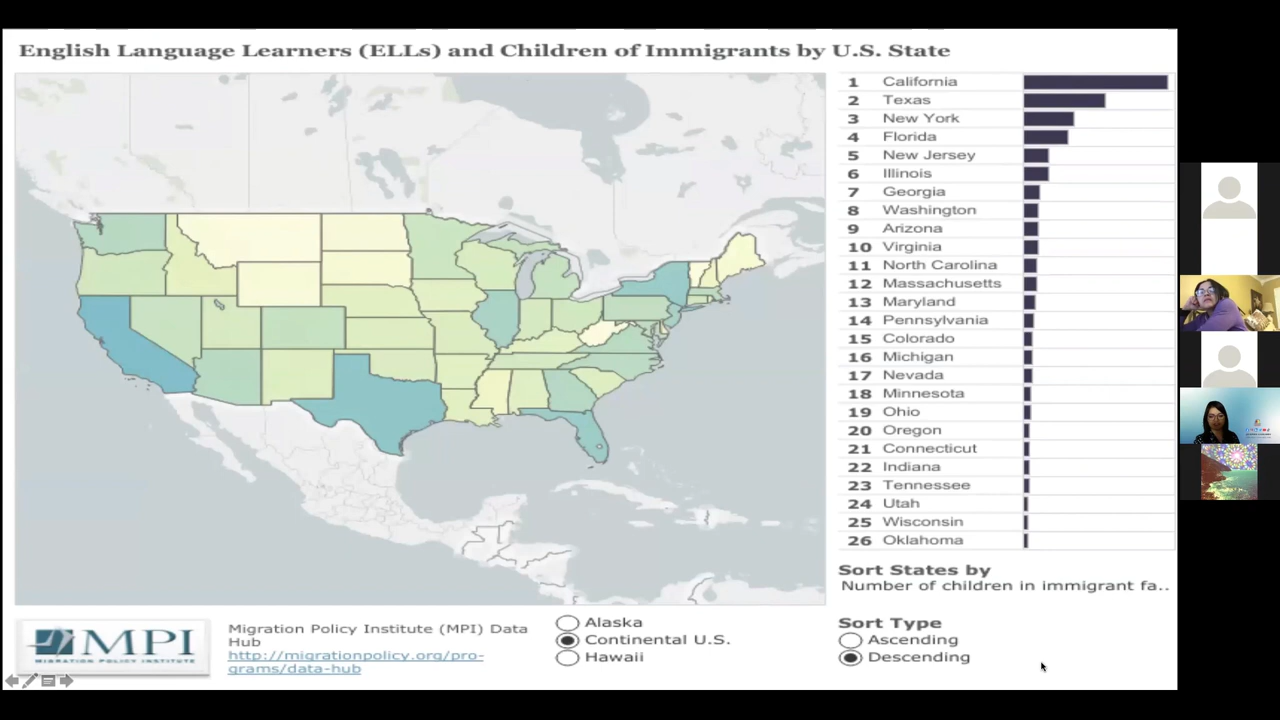 English Language Learners (ELLs) and Children of Immigrants by U.S. State
1 California
2 Texas
3 New York
4 Florida
5 New Jersey
6 Illinois
7 Georgia
8 Washington
9 Arizona
10 Virginia
11 North Carolina
12 Massachusetts
13 Maryland
14 Pennsylvania
15 Colorado
16 Michigan
17 Nevada
18 Minnesota
19 Ohio
20 Oregon
21 Connecticut
22 Indiana
23 Tennessee
24 Utah
25 Wisconsin
26 Oklahoma
Sort States by
Number of children in immigrant fa..
Sort Type
Ascending
Descending
MPI
MIGRATION POLICY INSTITUTE
Migration Policy Institute (MPI) Data
Hub
http://migrationpolicy.org/pro-
grams/data-hub
Alaska
Continental U.S.
Hawaii